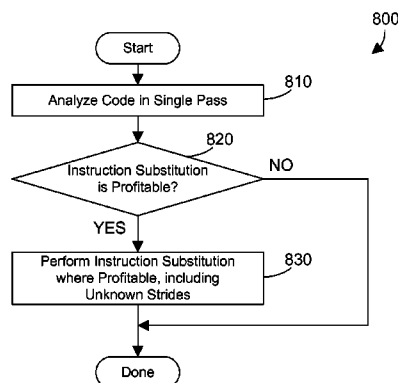 800
Start
810
Analyze Code in Single Pass
820
Instruction Substitution
is Profitable?
NO
YES
830
Perform Instruction Substitution
where Profitable, including
Unknown Strides
Done